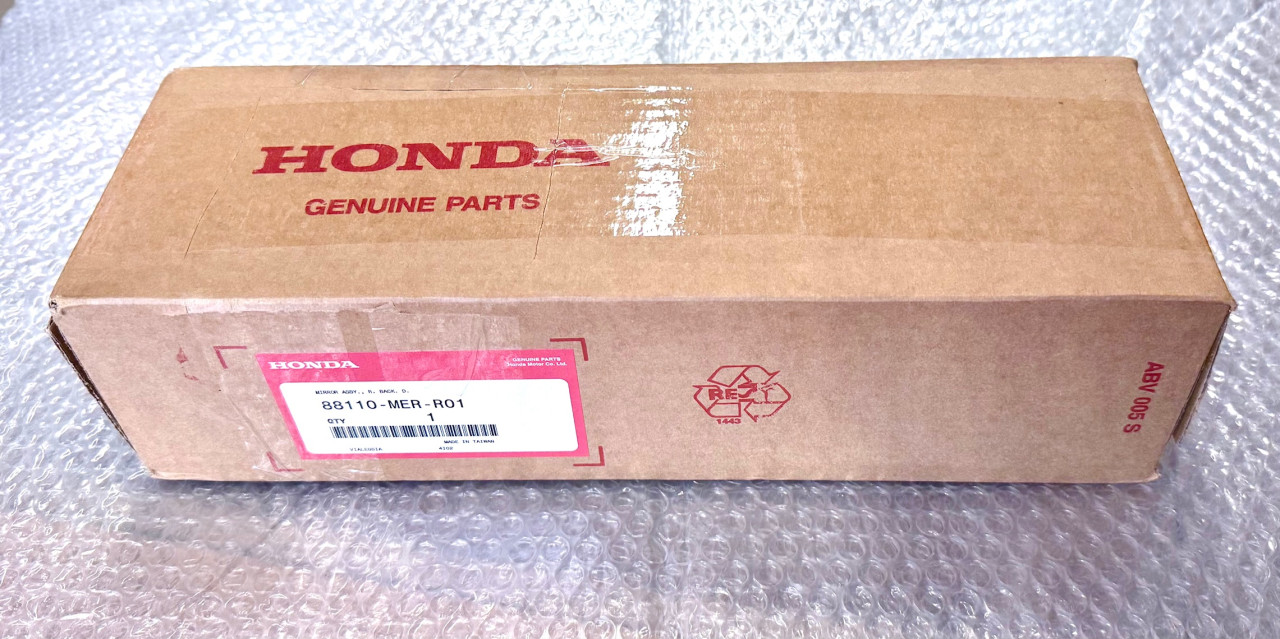 HONDA
GENUINE PARTS
HONDA
GENUINE PARTS
Honda Motor Co., Ltd.
MIRROR ASSY., R. BACK, D.
88110-MER-R01
QTY 1
MADE IN TAIWAN
4102
RESY
1443
ABV 005 S